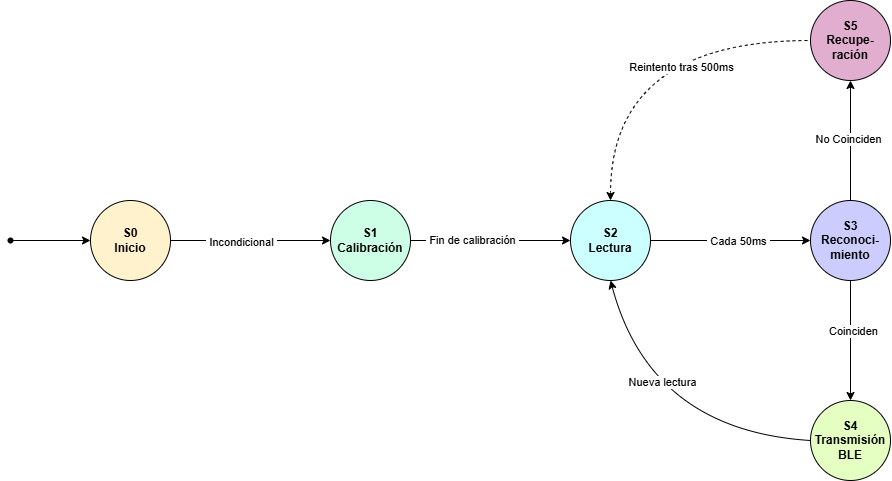 S5
Recupe-
ración
Reintento tras 500ms
No Coinciden
S0
Inicio
Incondicional
S1
Calibración
Fin de calibración
S2
Lectura
Cada 50ms
S3
Reconoci-
miento
Coinciden
Nueva lectura
S4
Transmisión
BLE